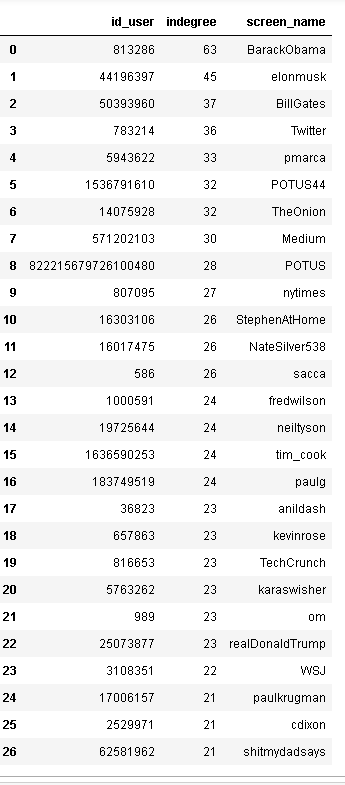 id_user indegree screen_name
0 813286 63 BarackObama
1 44196397 45 elonmusk
2 50393960 37 BillGates
3 783214 36 Twitter
4 5943622 33 pmarca
5 1536791610 32 POTUS44
6 14075928 32 TheOnion
7 571202103 30 Medium
8 822215679726100480 28 POTUS
9 807095 27 nytimes
10 16303106 26 StephenAtHome
11 16017475 26 NateSilver538
12 586 26 sacca
13 1000591 24 fredwilson
14 19725644 24 neiltyson
15 1636590253 24 tim_cook
16 183749519 24 paulg
17 36823 23 anildash
18 657863 23 kevinrose
19 816653 23 TechCrunch
20 5763262 23 karaswisher
21 989 23 om
22 25073877 23 realDonaldTrump
23 3108351 22 WSJ
24 17006157 21 paulkrugman
25 2529971 21 cdixon
26 62581962 21 shitmydadsays